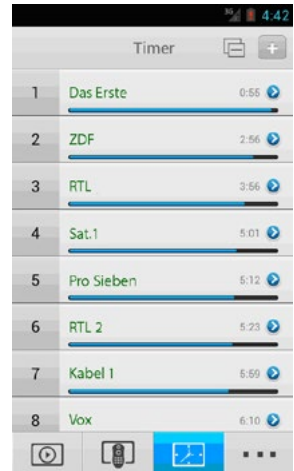 3G 4:42
Timer
1 Das Erste 0:55
2 ZDF 2:56
3 RTL 3:56
4 Sat.1 5:01
5 Pro Sieben 5:12
6 RTL 2 5:23
7 Kabel 1 5:59
8 Vox 6:10